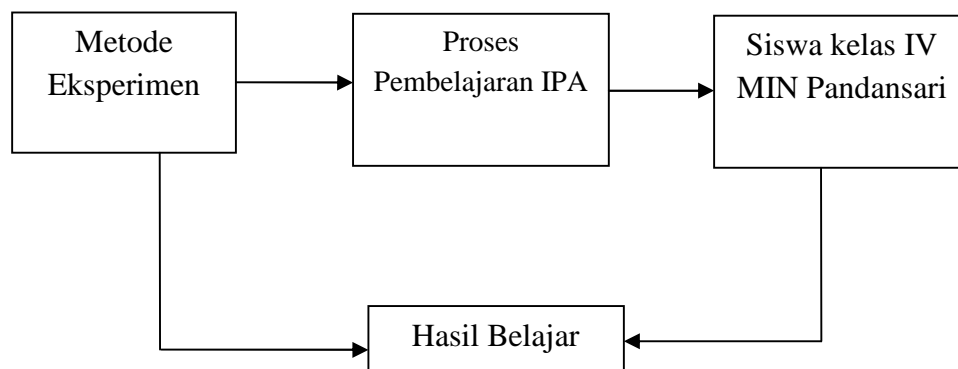 Metode
Eksperimen
Proses
Pembelajaran IPA
Siswa kelas IV
MIN Pandansari
Hasil Belajar